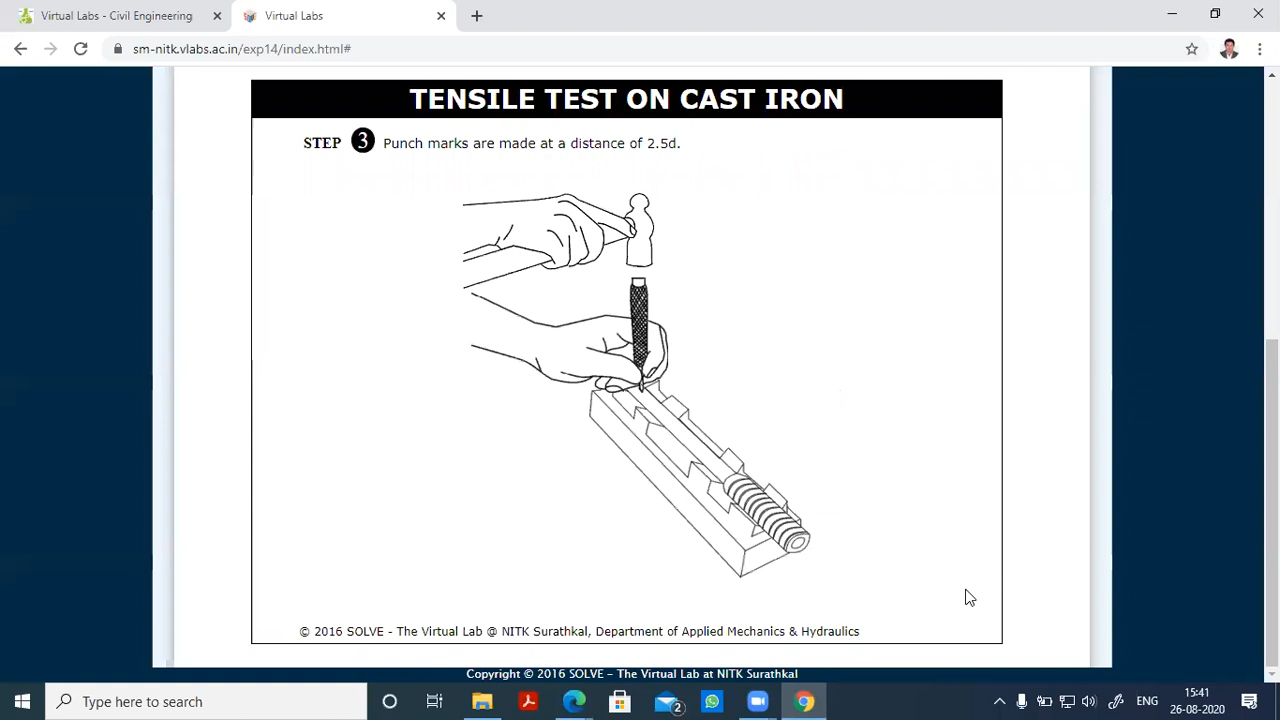 Virtual Labs - Civil Engineering
Virtual Labs
sm-nitk.vlabs.ac.in/exp14/index.html#
TENSILE TEST ON CAST IRON
STEP 3 Punch marks are made at a distance of 2.5d.
© 2016 SOLVE - The Virtual Lab @ NITK Surathkal, Department of Applied Mechanics & Hydraulics
Copyright © 2016 SOLVE – The Virtual Lab at NITK Surathkal
Type here to search
2
ENG
15:41
26-08-2020